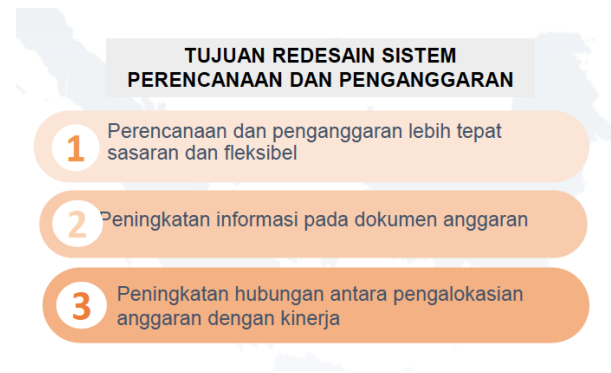 TUJUAN REDESAIN SISTEM
PERENCANAAN DAN PENGANGGARAN
1
Perencanaan dan penganggaran lebih tepat
sasaran dan fleksibel
2
Peningkatan informasi pada dokumen anggaran
3
Peningkatan hubungan antara pengalokasian
anggaran dengan kinerja